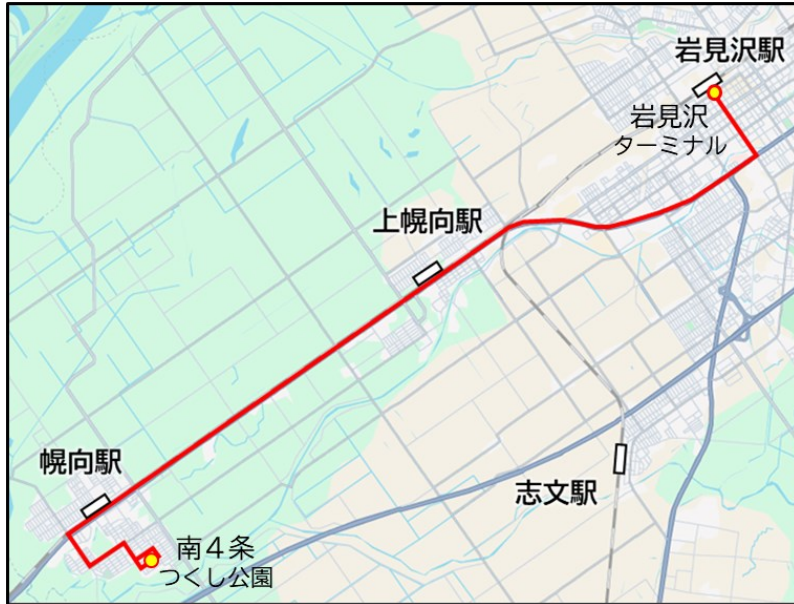 岩見沢駅
岩見沢
ターミナル
上幌向駅
幌向駅
志文駅
南４条
つくし公園